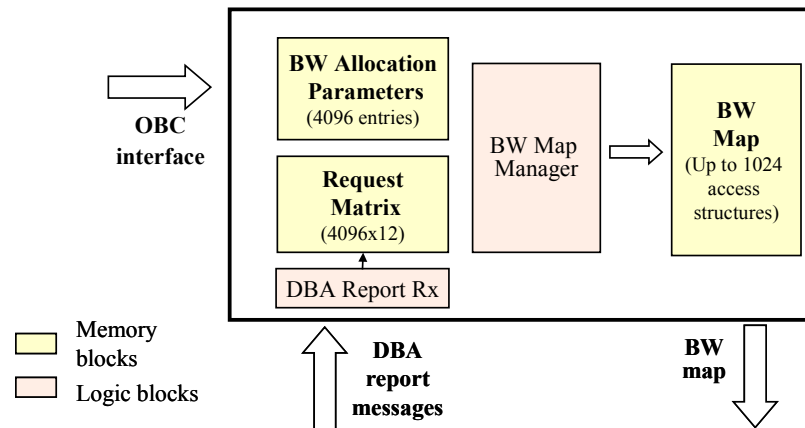 OBC
interface
BW Allocation
Parameters
(4096 entries)
Request
Matrix
(4096x12)
DBA Report Rx
BW Map
Manager
BW
Map
(Up to 1024
access
structures)
Memory
blocks
Logic blocks
DBA
report
messages
BW
map